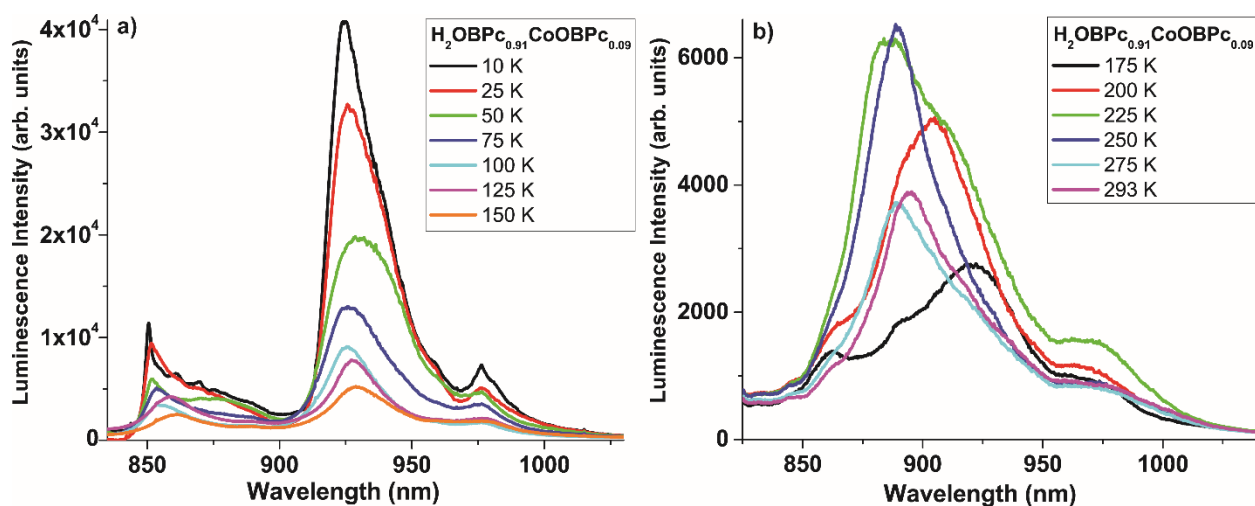 a)
H₂OBPc₀.₉₁CoOBPc₀.₀₉
10 K
25 K
50 K
75 K
100 K
125 K
150 K
4x10⁴
3x10⁴
2x10⁴
1x10⁴
0
850 900 950 1000
Wavelength (nm)
Luminescence Intensity (arb. units)
b)
H₂OBPc₀.₉₁CoOBPc₀.₀₉
175 K
200 K
225 K
250 K
275 K
293 K
6000
4000
2000
0
850 900 950 1000
Wavelength (nm)
Luminescence Intensity (arb. units)